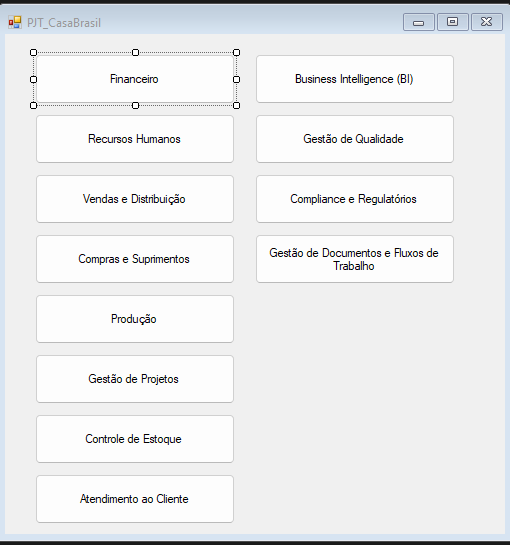 PJT_CasaBrasil
Financeiro
Business Intelligence (BI)
Recursos Humanos
Gestão de Qualidade
Vendas e Distribuição
Compliance e Regulatórios
Compras e Suprimentos
Gestão de Documentos e Fluxos de
Trabalho
Produção
Gestão de Projetos
Controle de Estoque
Atendimento ao Cliente